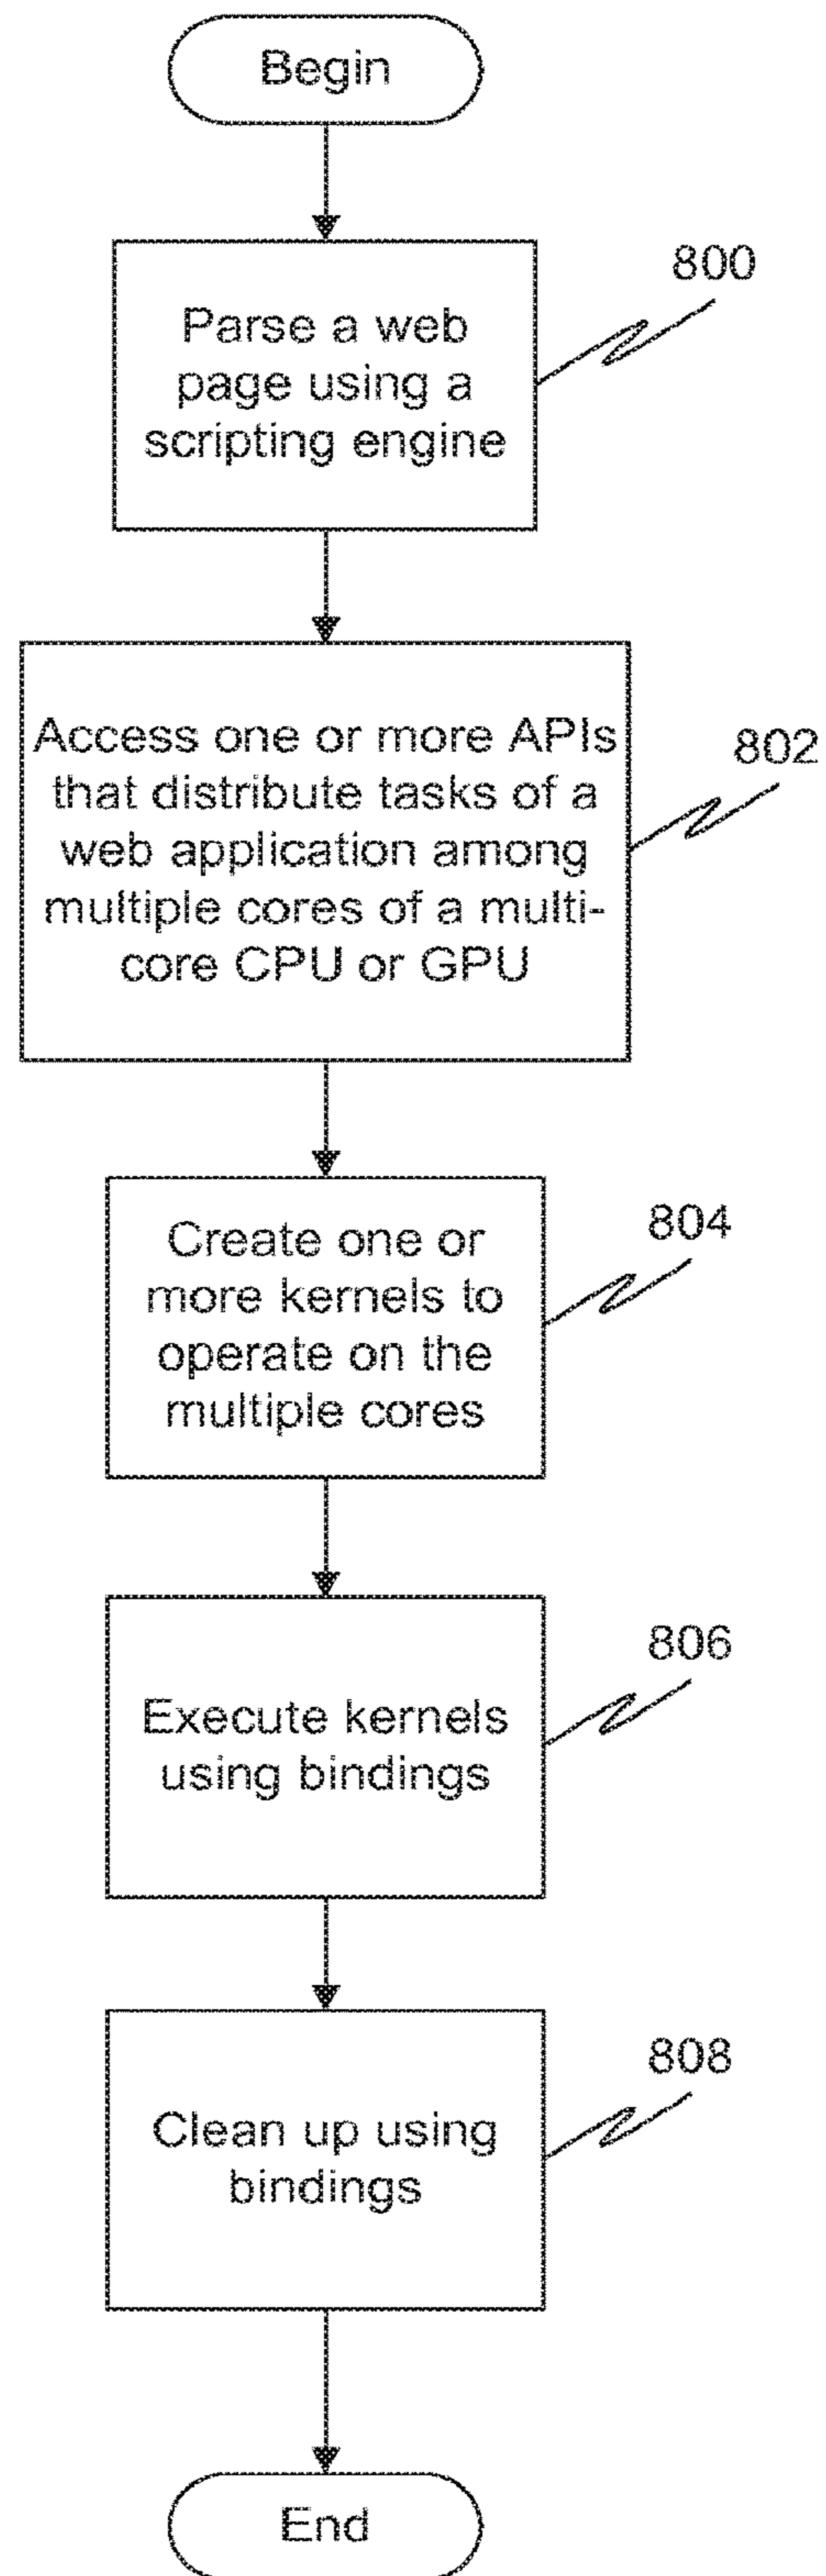 Begin
800
Parse a web
page using a
scripting engine
802
Access one or more APIs
that distribute tasks of a
web application among
multiple cores of a multi-
core CPU or GPU
804
Create one or
more kernels to
operate on the
multiple cores
806
Execute kernels
using bindings
808
Clean up using
bindings
End